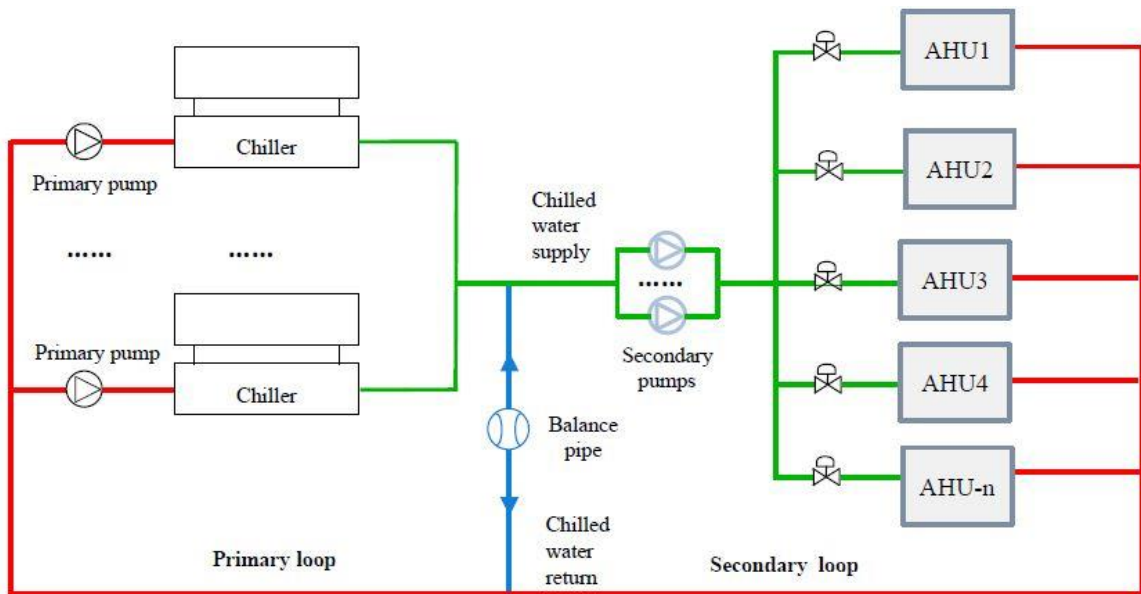 AHU1
Chiller
Primary pump
AHU2
Chilled
water
supply
......
......
......
AHU3
Primary pump
Secondary
pumps
AHU4
Chiller
Balance
pipe
AHU-n
Chilled
water
return
Primary loop
Secondary loop